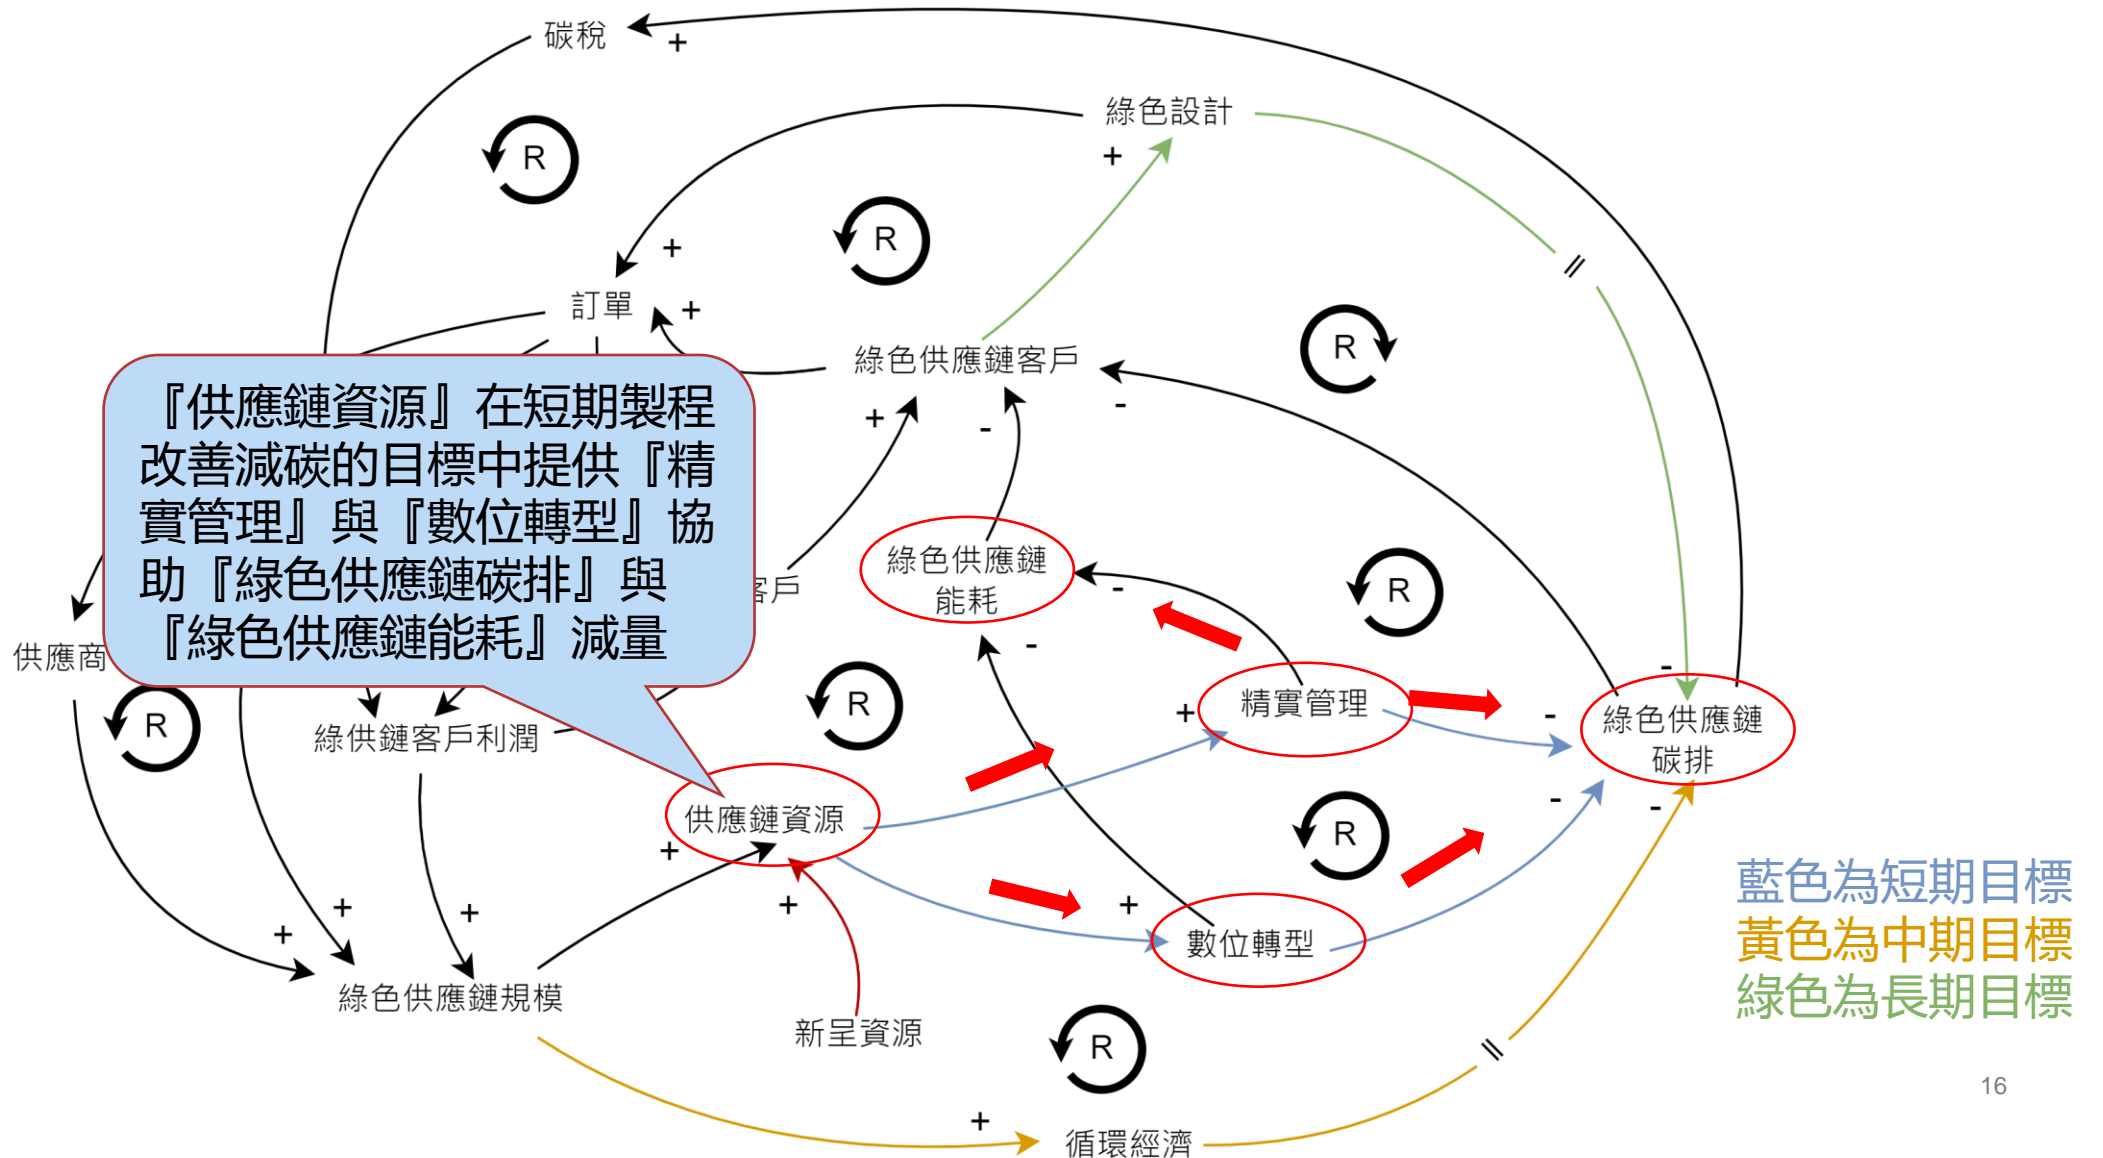 碳稅
+
綠色設計
+
R
+
R
訂單
+
R
綠色供應鏈客戶
-
+
-
『供應鏈資源』在短期製程
改善減碳的目標中提供『精
實管理』與『數位轉型』協
助『綠色供應鏈碳排』與
『綠色供應鏈能耗』減量
客戶
綠色供應鏈
能耗
-
-
R
供應商
R
R
綠供鏈客戶利潤
精實管理
+
-
-
綠色供應鏈
碳排
-
-
供應鏈資源
+
+
R
+
數位轉型
+
+
+
綠色供應鏈規模
新呈資源
R
+
循環經濟
藍色為短期目標
黃色為中期目標
綠色為長期目標
16